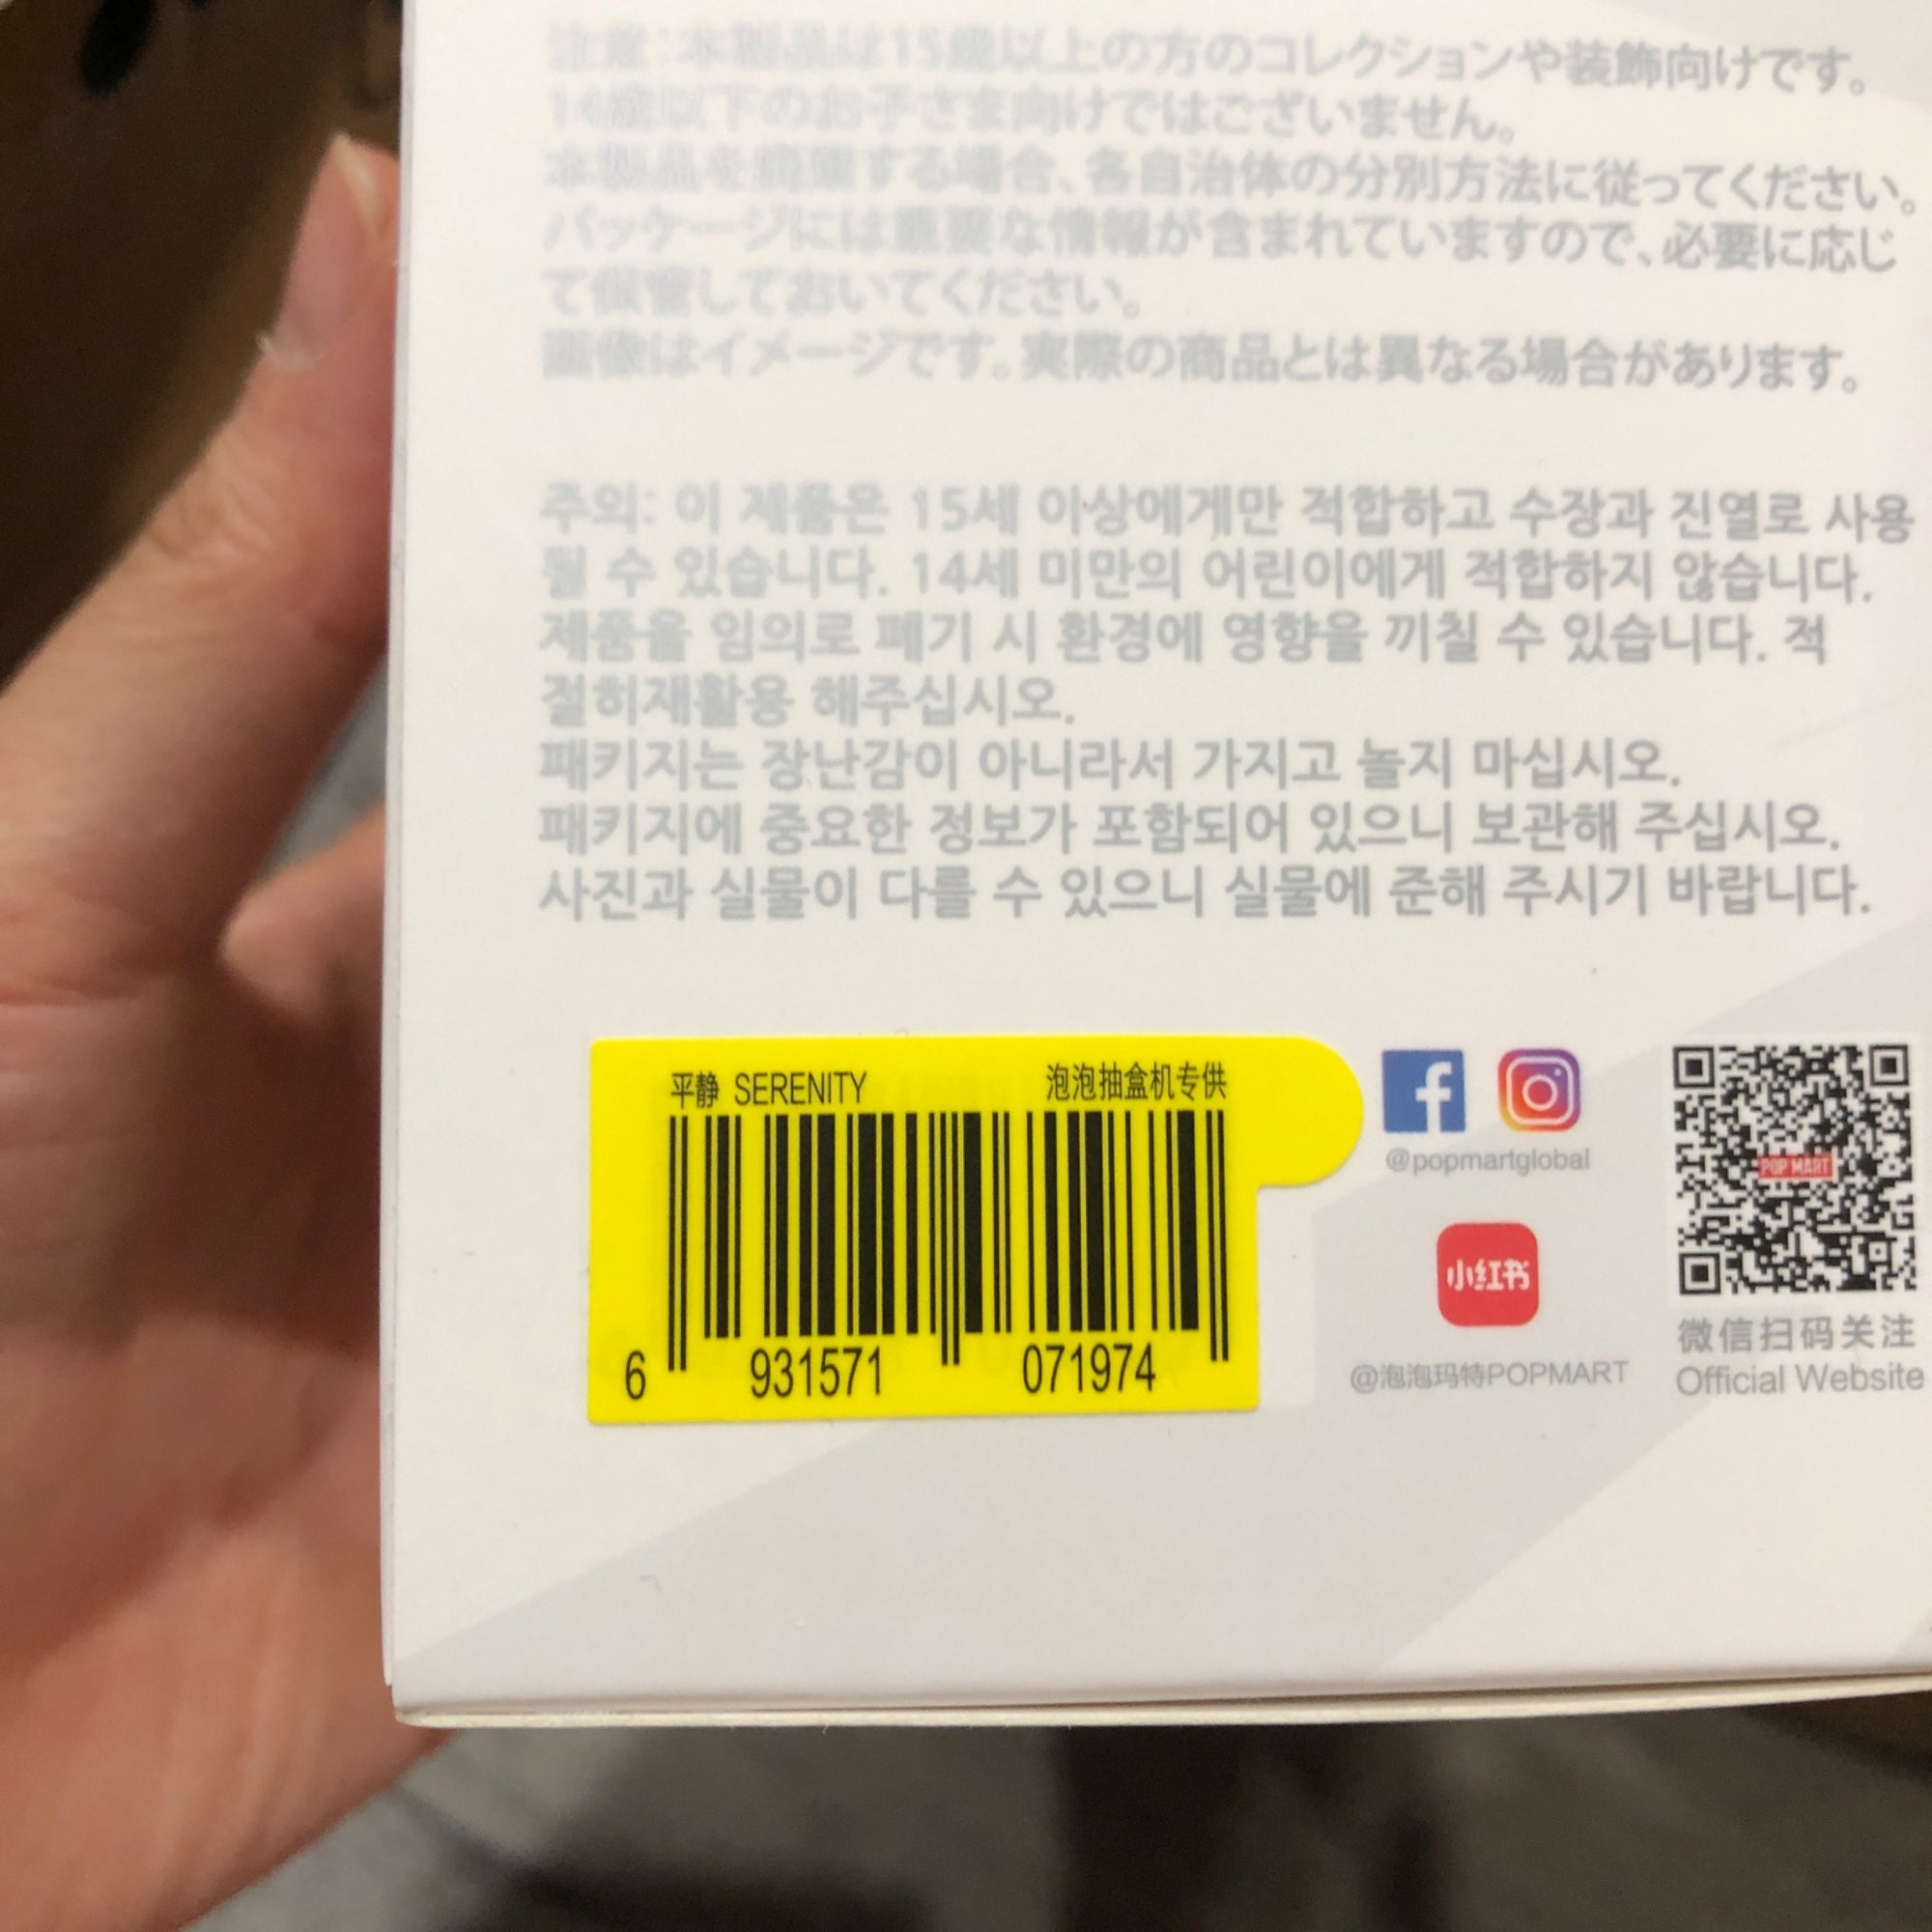 注意:本製品は15歳以上の方のコレクションや装飾向けです。
14歳以下のお子さま向けではございません。
本製品を廃棄する場合、各自治体の分別方法に従ってください。
パッケージには重要な情報が含まれていますので、必要に応じ
て保管しておいてください。
画像はイメージです。実際の商品とは異なる場合があります。
주의: 이 제품은 15세 이상에게만 적합하고 수장과 진열로 사용
될 수 있습니다. 14세 미만의 어린이에게 적합하지 않습니다.
제품을 임의로 폐기 시 환경에 영향을 끼칠 수 있습니다. 적
절히재활용 해주십시오.
패키지는 장난감이 아니라서 가지고 놀지 마십시오.
패키지에 중요한 정보가 포함되어 있으니 보관해 주십시오.
사진과 실물이 다를 수 있으니 실물에 준해 주시기 바랍니다.
平静 SERENITY 泡泡抽盒机专供
6 931571 071974
@popmartglobal
小红书
@泡泡玛特POPMART
POP MART
微信扫码关注
Official Website